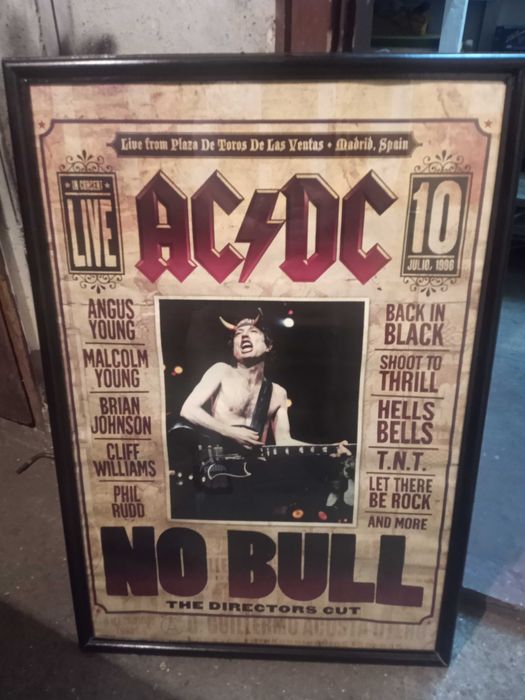 Live from Plaza De Toros De Las Ventas • Madrid, Spain
IN CONCERT
LIVE
AC/DC
10
JULIO, 1996
ANGUS
YOUNG
MALCOLM
YOUNG
BRIAN
JOHNSON
CLIFF
WILLIAMS
PHIL
RUDD
BACK IN
BLACK
SHOOT TO
THRILL
HELLS
BELLS
T.N.T.
LET THERE
BE ROCK
AND MORE
NO BULL
THE DIRECTORS CUT
GUILLERMO